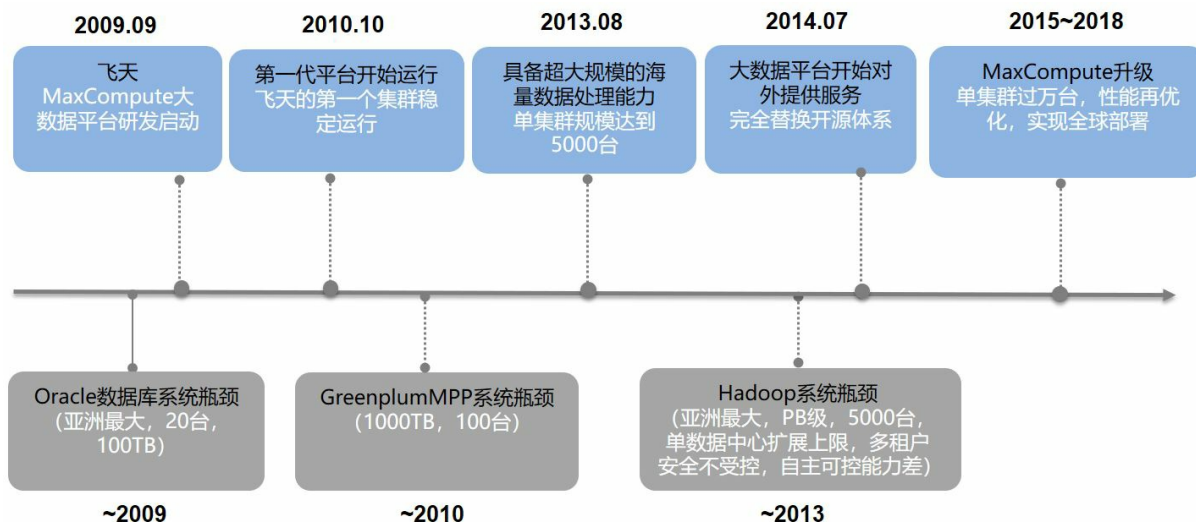 2009.09
2010.10
2013.08
2014.07
2015~2018
飞天
MaxCompute大
数据平台研发启动
第一代平台开始运行
飞天的第一个集群稳
定运行
具备超大规模的海
量数据处理能力
单集群规模达到
5000台
大数据平台开始对
外提供服务
完全替换开源体系
MaxCompute升级
单集群过万台，性能再优
化，实现全球部署
Oracle数据库系统瓶颈
（亚洲最大，20台，
100TB）
GreenplumMPP系统瓶颈
（1000TB，100台）
Hadoop系统瓶颈
（亚洲最大，PB级，5000台，
单数据中心扩展上限，多租户
安全不受控，自主可控能力差）
~2009
~2010
~2013